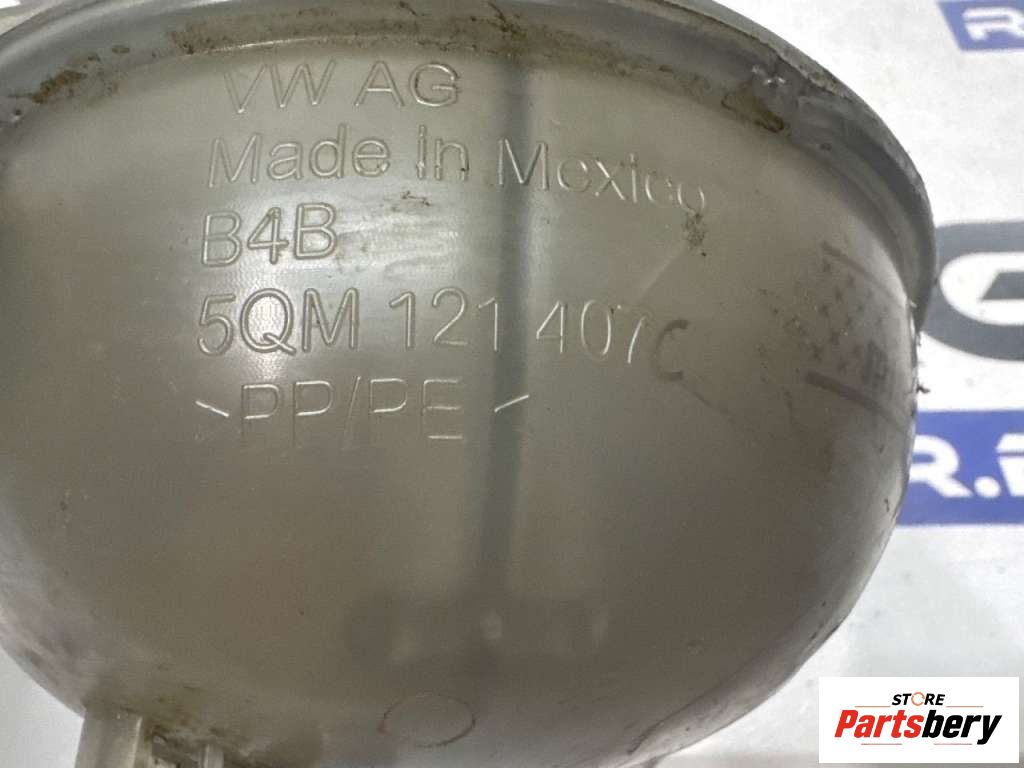 VW AG
Made in Mexico
B4B
5QM 121 407C
>PP/PE<
R.
R.
STORE
Partsbery